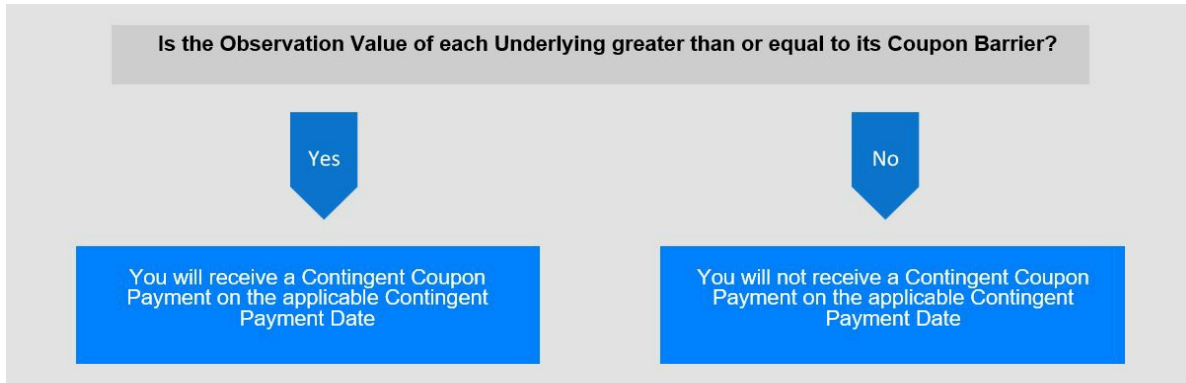 Is the Observation Value of each Underlying greater than or equal to its Coupon Barrier?
Yes
No
You will receive a Contingent Coupon
Payment on the applicable Contingent
Payment Date
You will not receive a Contingent Coupon
Payment on the applicable Contingent
Payment Date